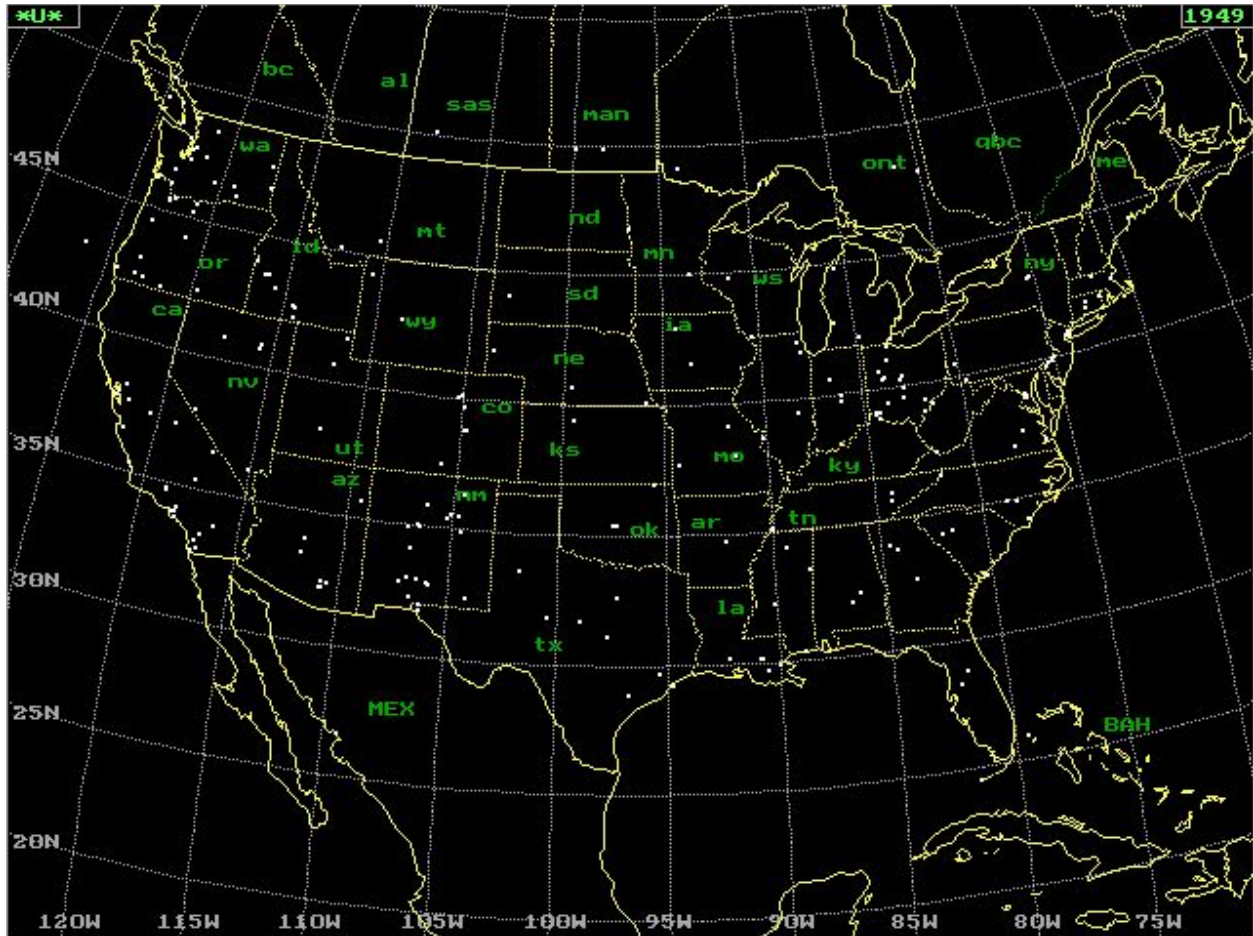 *U* 1949
bc
al
sas
man
45N
wa
ont
qbc
me
nd
mt
id
or
mn
ws
ny
40N
ca
sd
wy
ia
ne
nv
co
35N
ut
ks
mo
ky
az
nm
ok
ar
tn
30N
la
tx
25N
MEX
BAH
20N
120W 115W 110W 105W 100W 95W 90W 85W 80W 75W